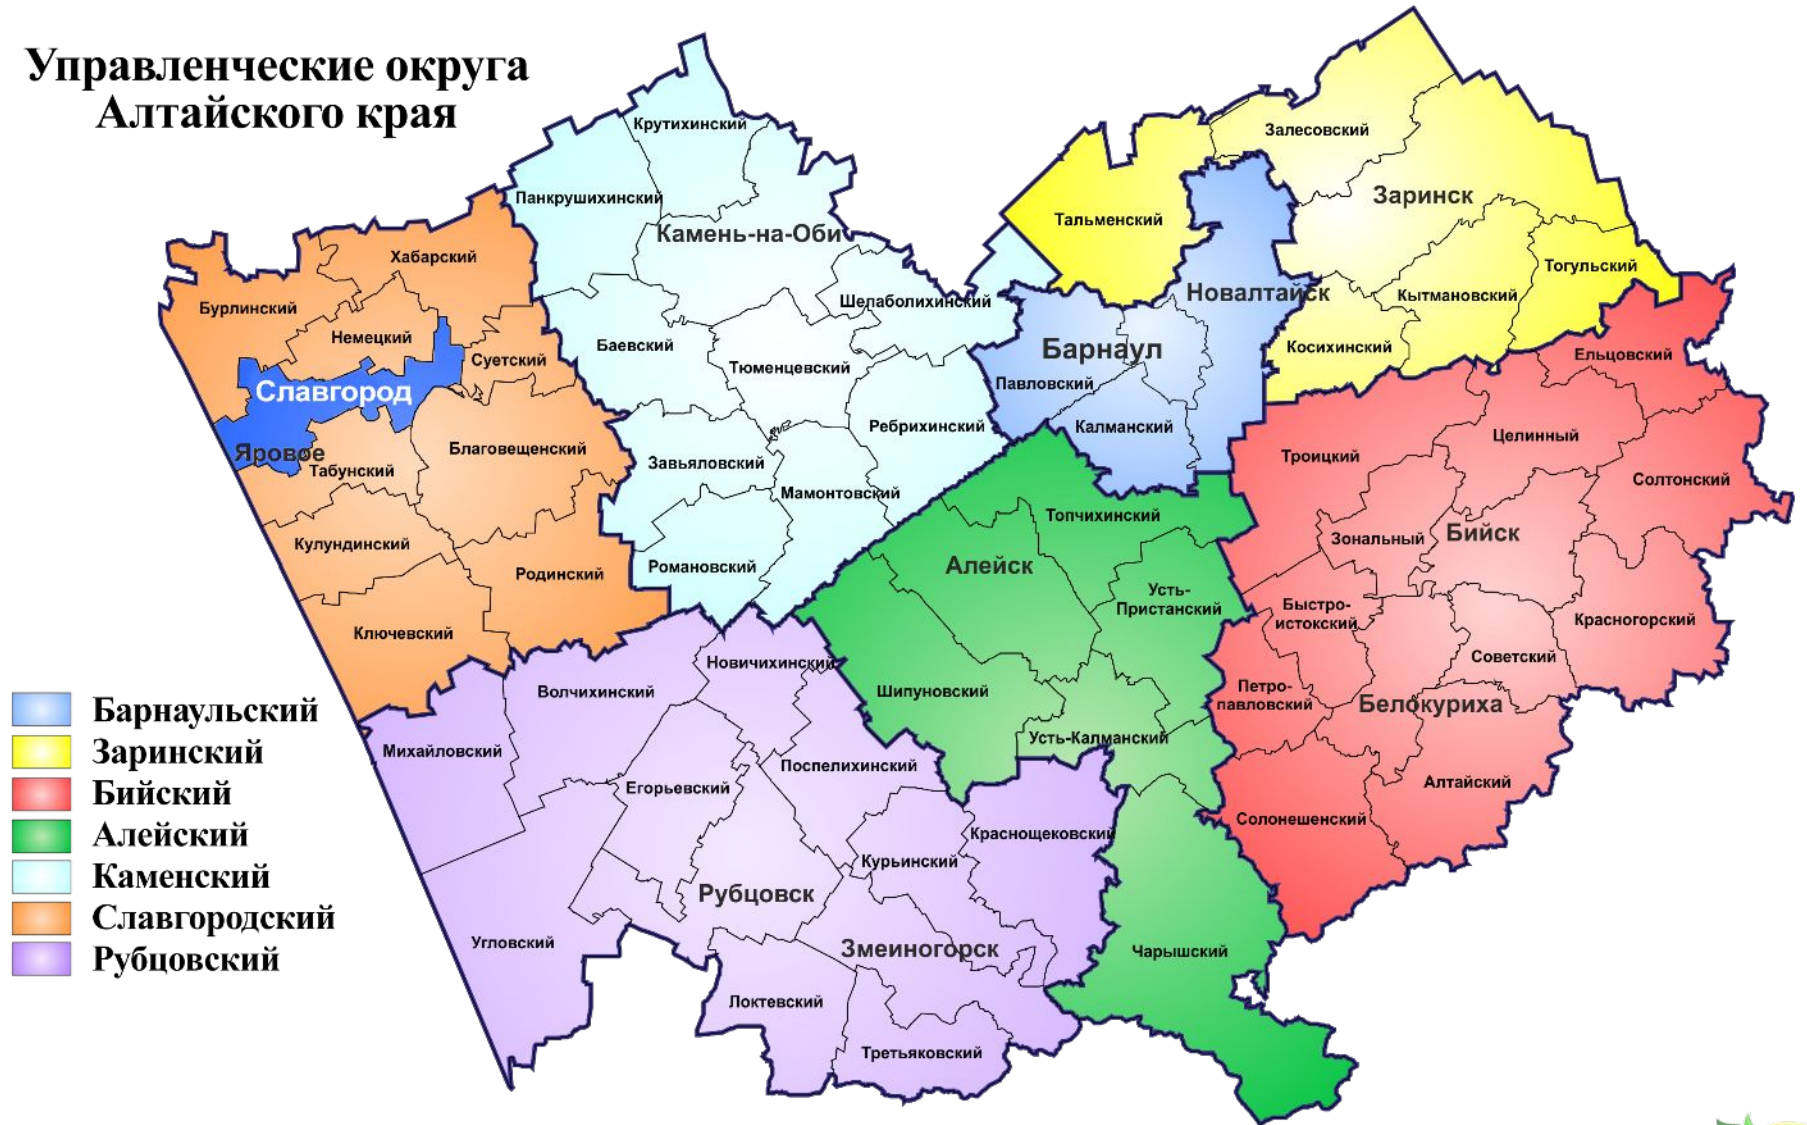 Управленческие округа
Алтайского края
Крутихинский
Залесовский
Панкрушихинский
Заринск
Тальменский
Камень-на-Оби
Хабарский
Тогульский
Бурлинский
Шелаболихинский
Новалтайск
Кытмановский
Немецкий
Баевский
Барнаул
Косихинский
Ельцовский
Суетский
Тюменцевский
Павловский
Славгород
Ребрихинский
Калманский
Целинный
Благовещенский
Яровое
Табунский
Завьяловский
Троицкий
Солтонский
Мамонтовский
Топчихинский
Кулундинский
Зональный
Бийск
Родинский
Романовский
Алейск
Усть-
Пристанский
Быстро-
истокский
Красногорский
Ключевский
Новичихинский
Советский
Волчихинский
Шипуновский
Петро-
павловский
Белокуриха
Барнаульский
Заринский
Бийский
Алейский
Каменский
Славгородский
Рубцовский
Михайловский
Усть-Калманский
Поспелихинский
Егорьевский
Алтайский
Солонешенский
Краснощековский
Курьинский
Рубцовск
Угловский
Змеиногорск
Чарышский
Локтевский
Третьяковский